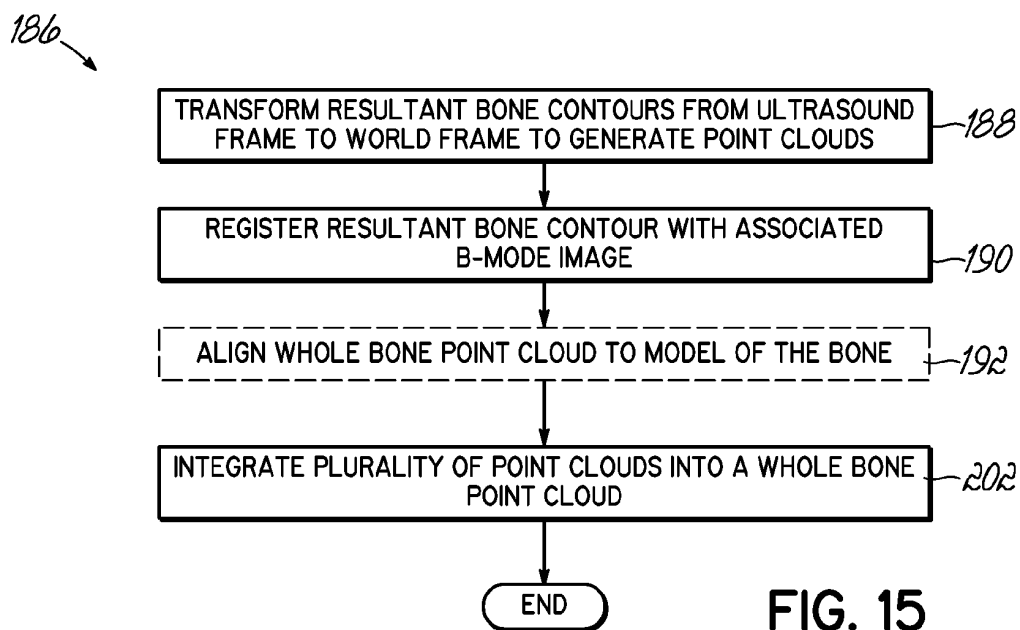 186
TRANSFORM RESULTANT BONE CONTOURS FROM ULTRASOUND
FRAME TO WORLD FRAME TO GENERATE POINT CLOUDS
188
REGISTER RESULTANT BONE CONTOUR WITH ASSOCIATED
B-MODE IMAGE
190
ALIGN WHOLE BONE POINT CLOUD TO MODEL OF THE BONE
192
INTEGRATE PLURALITY OF POINT CLOUDS INTO A WHOLE BONE
POINT CLOUD
202
END
FIG. 15